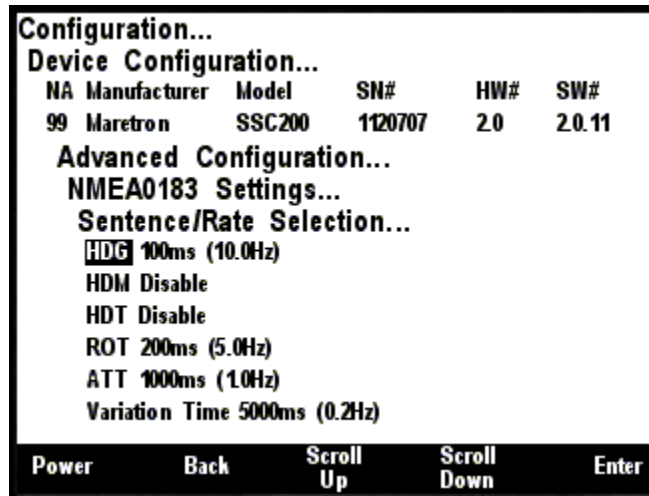 Configuration...
Device Configuration...
NA Manufacturer Model SN# HW# SW#
99 Maretron SSC200 1120707 2.0 2.0.11
Advanced Configuration...
NMEA0183 Settings...
Sentence/Rate Selection...
HDG 100ms (10.0Hz)
HDM Disable
HDT Disable
ROT 200ms (5.0Hz)
ATT 1000ms (1.0Hz)
Variation Time 5000ms (0.2Hz)
Power Back Scroll Up Scroll Down Enter